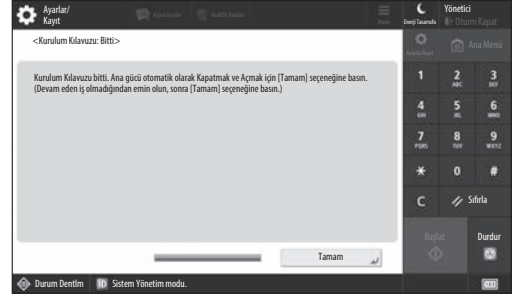 Ayarlar/
Kayıt
Yönetici
Enerji Tasarrufu
Oturm Kapat
<Kurulum Kılavuzu: Bitti>
Ana Menü
Kurulum Kılavuzu bitti. Ana gücü otomatik olarak Kapatmak ve Açmak için [Tamam] seçeneğine basın.
(Devam eden iş olmadığından emin olun, sonra [Tamam] seçeneğine basın.)
1
2
ABC
3
DEF
4
GHI
5
JKL
6
MNO
7
PQRS
8
TUV
9
WXYZ
*
0
#
C
Sıfırla
Başlat
Durdur
Tamam
Durum Dentlm
ID
Sistem Yönetim modu.